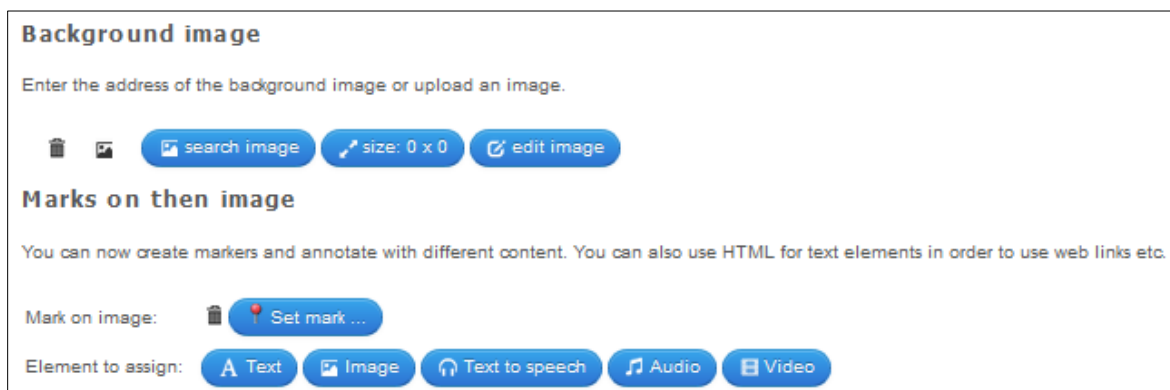 Background image
Enter the address of the background image or upload an image.
search image size: 0 x 0 edit image
Marks on then image
You can now create markers and annotate with different content. You can also use HTML for text elements in order to use web links etc.
Mark on image: Set mark ...
Element to assign: A Text Image Text to speech Audio Video